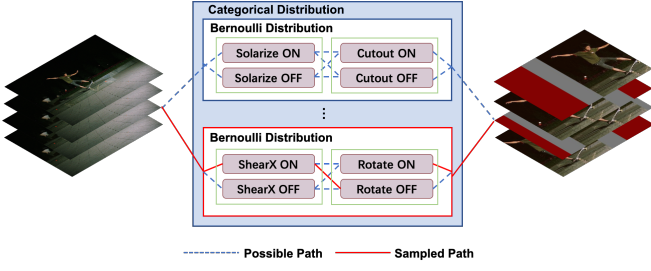 Categorical Distribution
Bernoulli Distribution
Solarize ON
Cutout ON
Solarize OFF
Cutout OFF
...
Bernoulli Distribution
ShearX ON
Rotate ON
ShearX OFF
Rotate OFF
Possible Path
Sampled Path